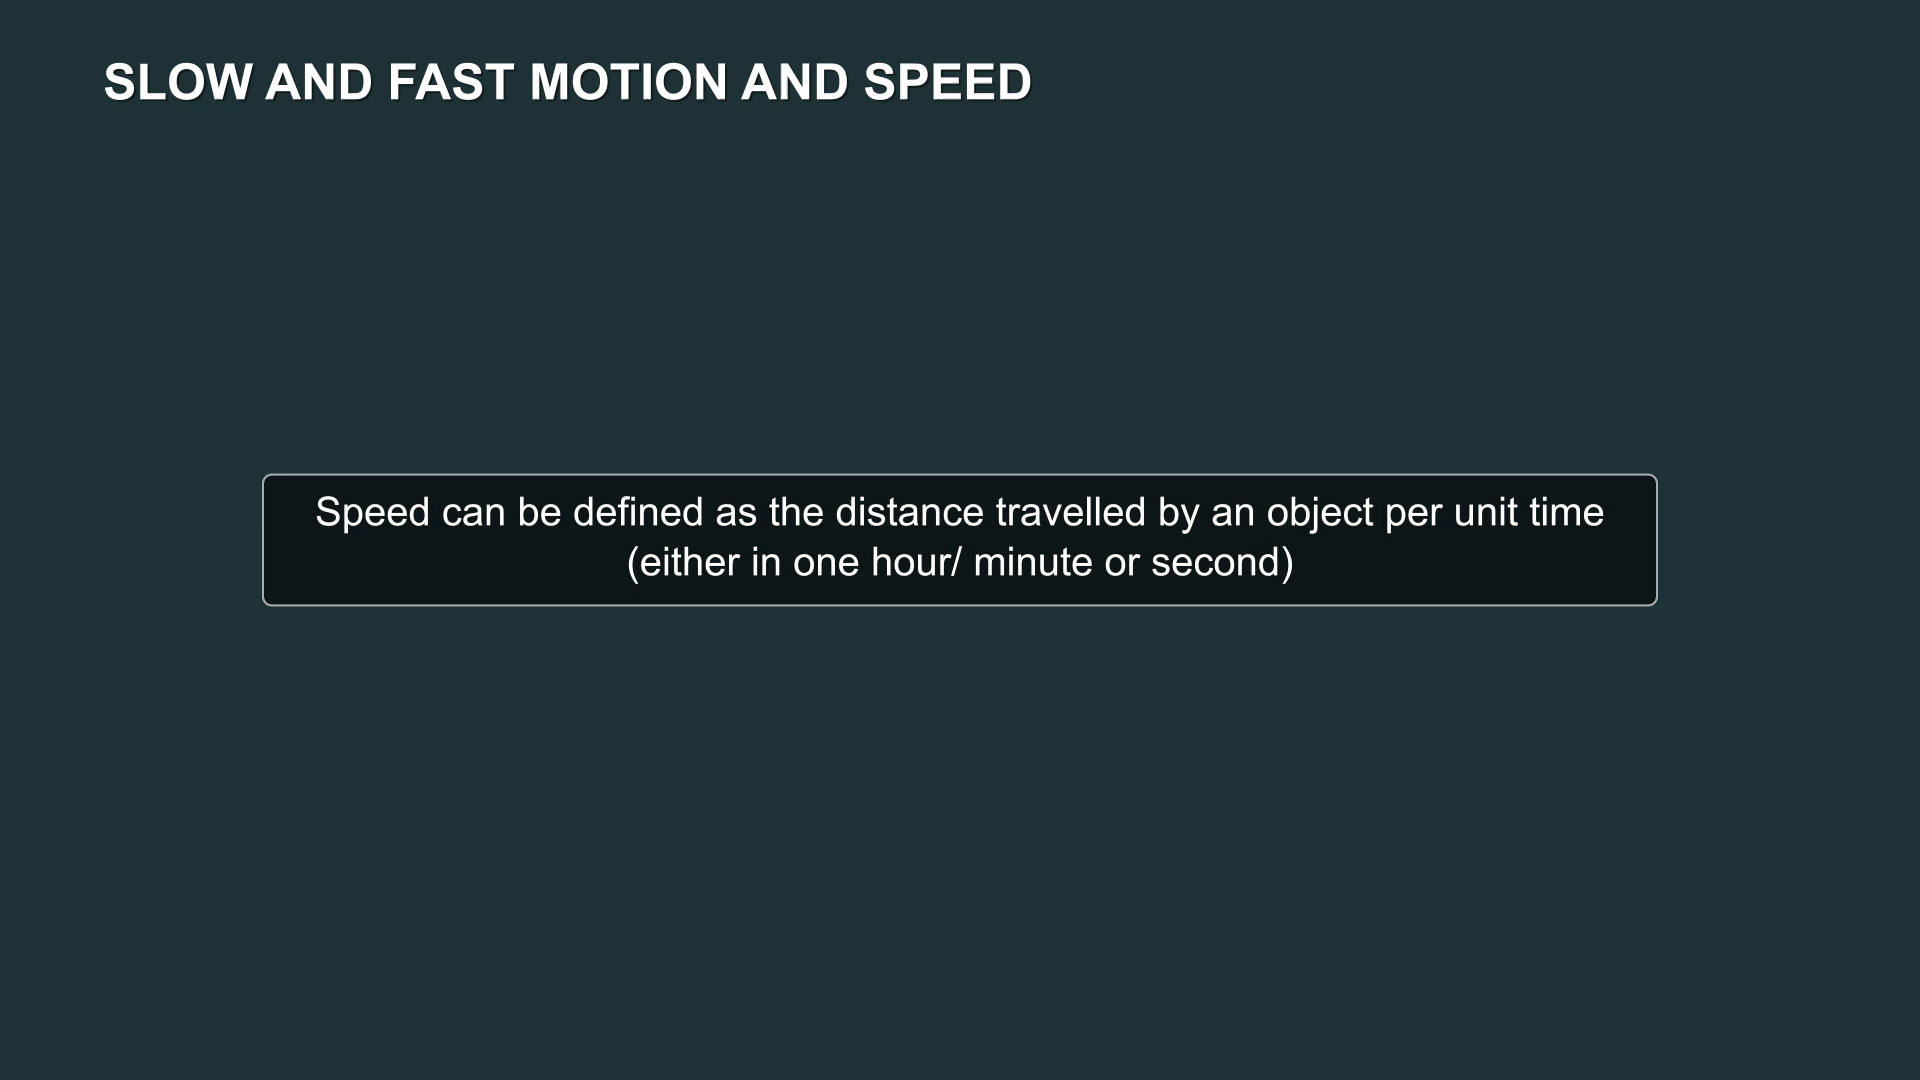 SLOW AND FAST MOTION AND SPEED
Speed can be defined as the distance travelled by an object per unit time
(either in one hour/ minute or second)